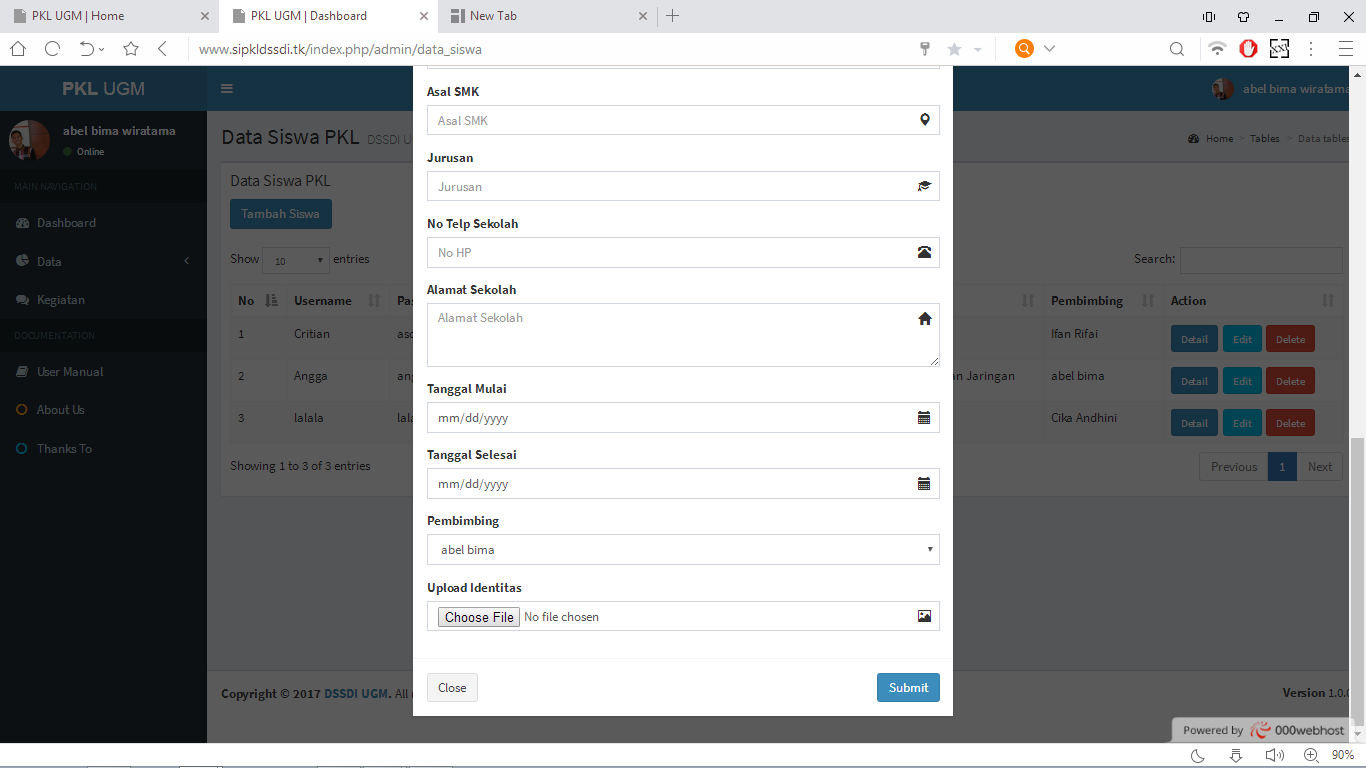 PKL UGM | Home
PKL UGM | Dashboard
New Tab
www.sipkldssdi.tk/index.php/admin/data_siswa
PKL UGM
abel bima wiratama
abel bima wiratama
Online
MAIN NAVIGATION
Dashboard
Data
Kegiatan
DOCUMENTATION
User Manual
About Us
Thanks To
Data Siswa PKL DSSDI U
Home > Tables > Data tables
Data Siswa PKL
Tambah Siswa
Show 10 entries
Search:
No Username Pas Pembimbing Action
1 Critian asc Ifan Rifai Detail Edit Delete
2 Angga ang an Jaringan abel bima Detail Edit Delete
3 lalala lala Cika Andhini Detail Edit Delete
Showing 1 to 3 of 3 entries
Previous 1 Next
Asal SMK
Asal SMK
Jurusan
Jurusan
No Telp Sekolah
No HP
Alamat Sekolah
Alamat Sekolah
Tanggal Mulai
mm/dd/yyyy
Tanggal Selesai
mm/dd/yyyy
Pembimbing
abel bima
Upload Identitas
Choose File No file chosen
Close
Submit
Copyright © 2017 DSSDI UGM. All
Version 1.0.0
Powered by 000webhost
90%